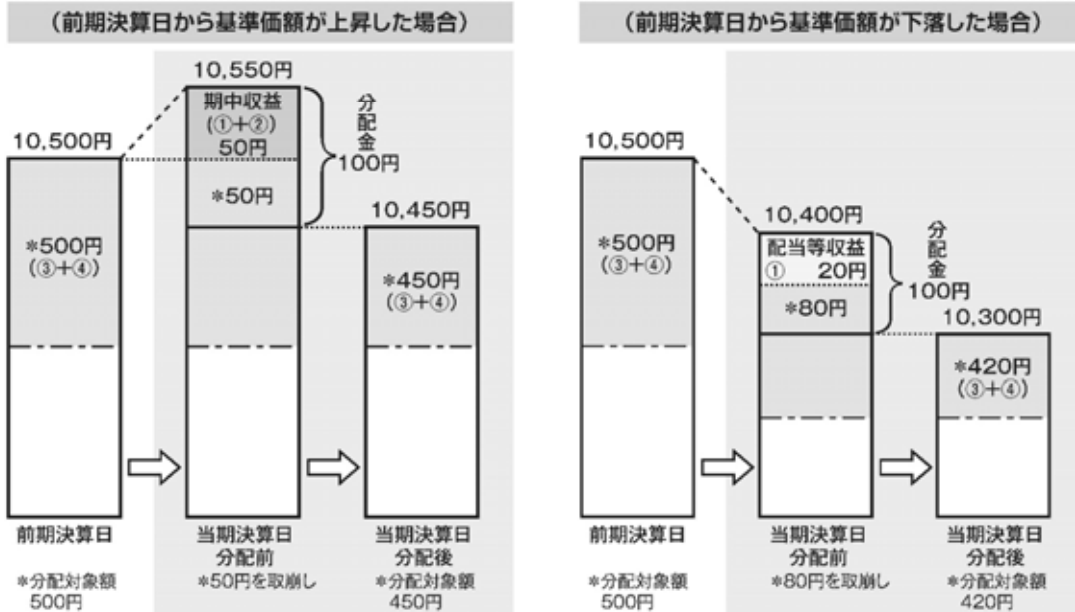 (前期決算日から基準価額が上昇した場合)
10,550円
期中収益
(①+②)
50円
分配金
100円
10,500円
*50円
10,450円
*500円
(③+④)
*450円
(③+④)
前期決算日
当期決算日
分配前
当期決算日
分配後
*分配対象額
500円
*50円を取崩し
*分配対象額
450円
(前期決算日から基準価額が下落した場合)
10,500円
10,400円
配当等収益
① 20円
分配金
100円
*500円
(③+④)
*80円
10,300円
*420円
(③+④)
前期決算日
当期決算日
分配前
当期決算日
分配後
*分配対象額
500円
*80円を取崩し
*分配対象額
420円